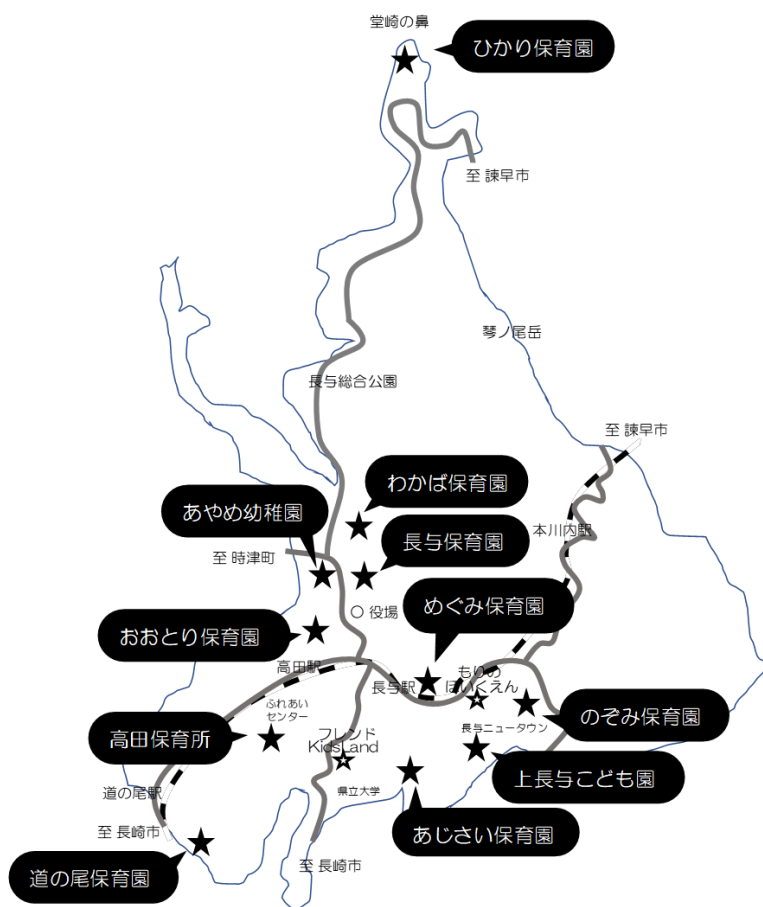 堂崎の鼻
ひかり保育園
至 諫早市
琴ノ尾岳
長与総合公園
至 諫早市
わかば保育園
あやめ幼稚園
本川内駅
長与保育園
至 時津町
めぐみ保育園
〇 役場
おおとり保育園
高田駅
長与駅
もりの
ほいくえん
ふれあい
センター
のぞみ保育園
長与ニュータウン
高田保育所
フレンド
KidsLand
上長与こども園
道の尾駅
県立大学
至 長崎市
あじさい保育園
至 長崎市
道の尾保育園